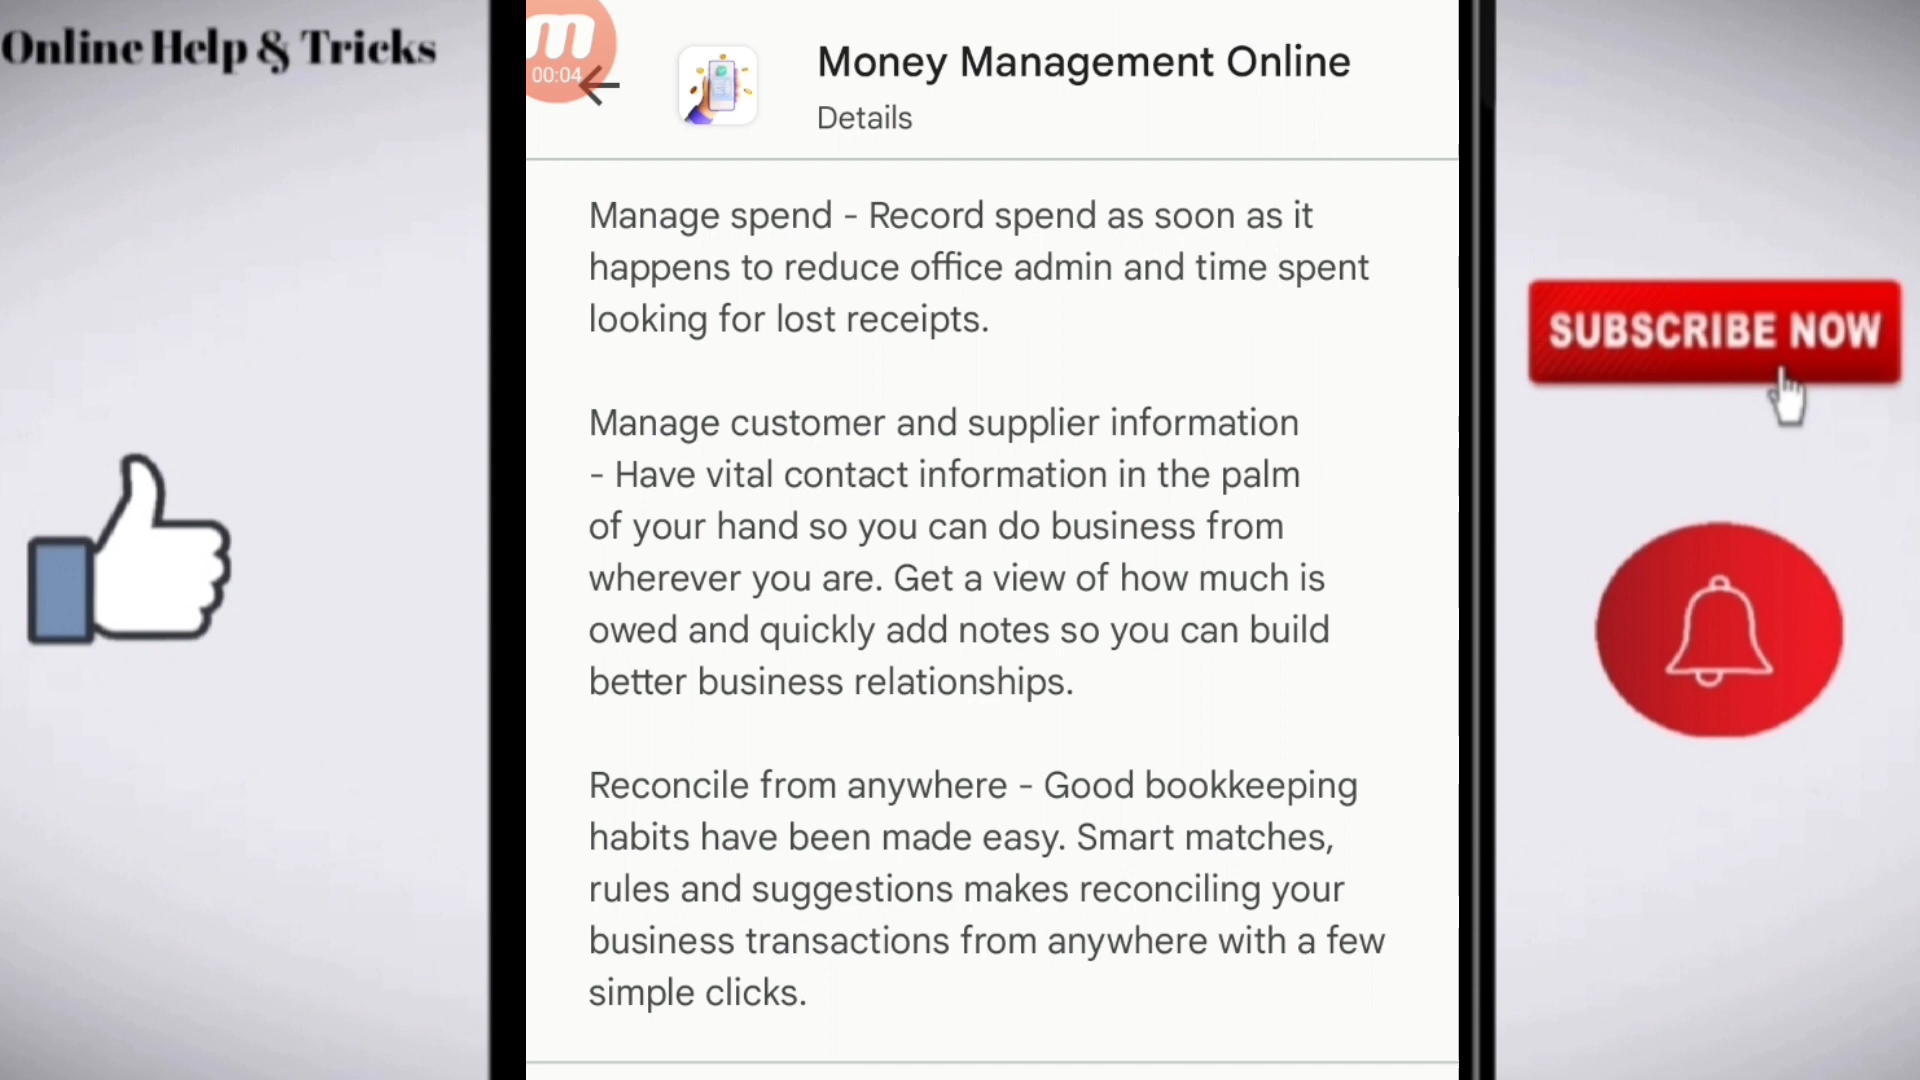 Online Help & Tricks
m
00:04
Money Management Online
Details
Manage spend - Record spend as soon as it
happens to reduce office admin and time spent
looking for lost receipts.
Manage customer and supplier information
- Have vital contact information in the palm
of your hand so you can do business from
wherever you are. Get a view of how much is
owed and quickly add notes so you can build
better business relationships.
Reconcile from anywhere - Good bookkeeping
habits have been made easy. Smart matches,
rules and suggestions makes reconciling your
business transactions from anywhere with a few
simple clicks.
SUBSCRIBE NOW